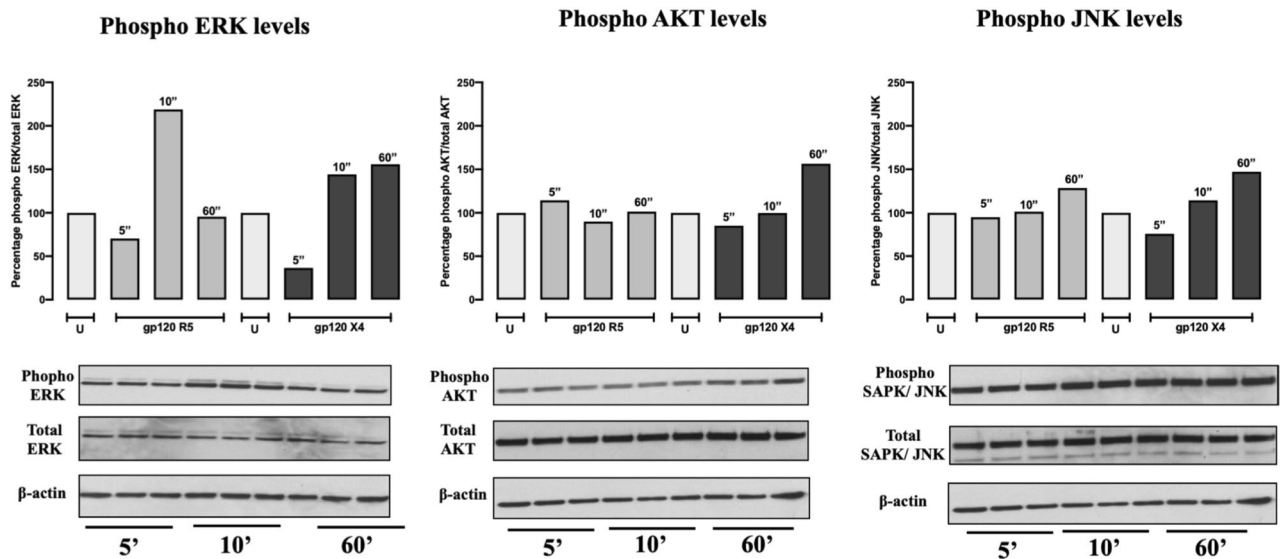 Phospho ERK levels
Percentage phospho ERK/total ERK
250
200
150
100
50
0
5”
10”
60”
5”
10”
60”
U
gp120 R5
U
gp120 X4
Phopho
ERK
Total
ERK
β-actin
5’
10’
60’
Phospho AKT levels
Percentage phospho AKT/total AKT
250
200
150
100
50
0
5”
10”
60”
5”
10”
60”
U
gp120 R5
U
gp120 X4
Phospho
AKT
Total
AKT
β-actin
5’
10’
60’
Phospho JNK levels
Percentage phospho JNK/total JNK
250
200
150
100
50
0
5”
10”
60”
5”
10”
60”
U
gp120 R5
U
gp120 X4
Phospho
SAPK/ JNK
Total
SAPK/ JNK
β-actin
5’
10’
60’